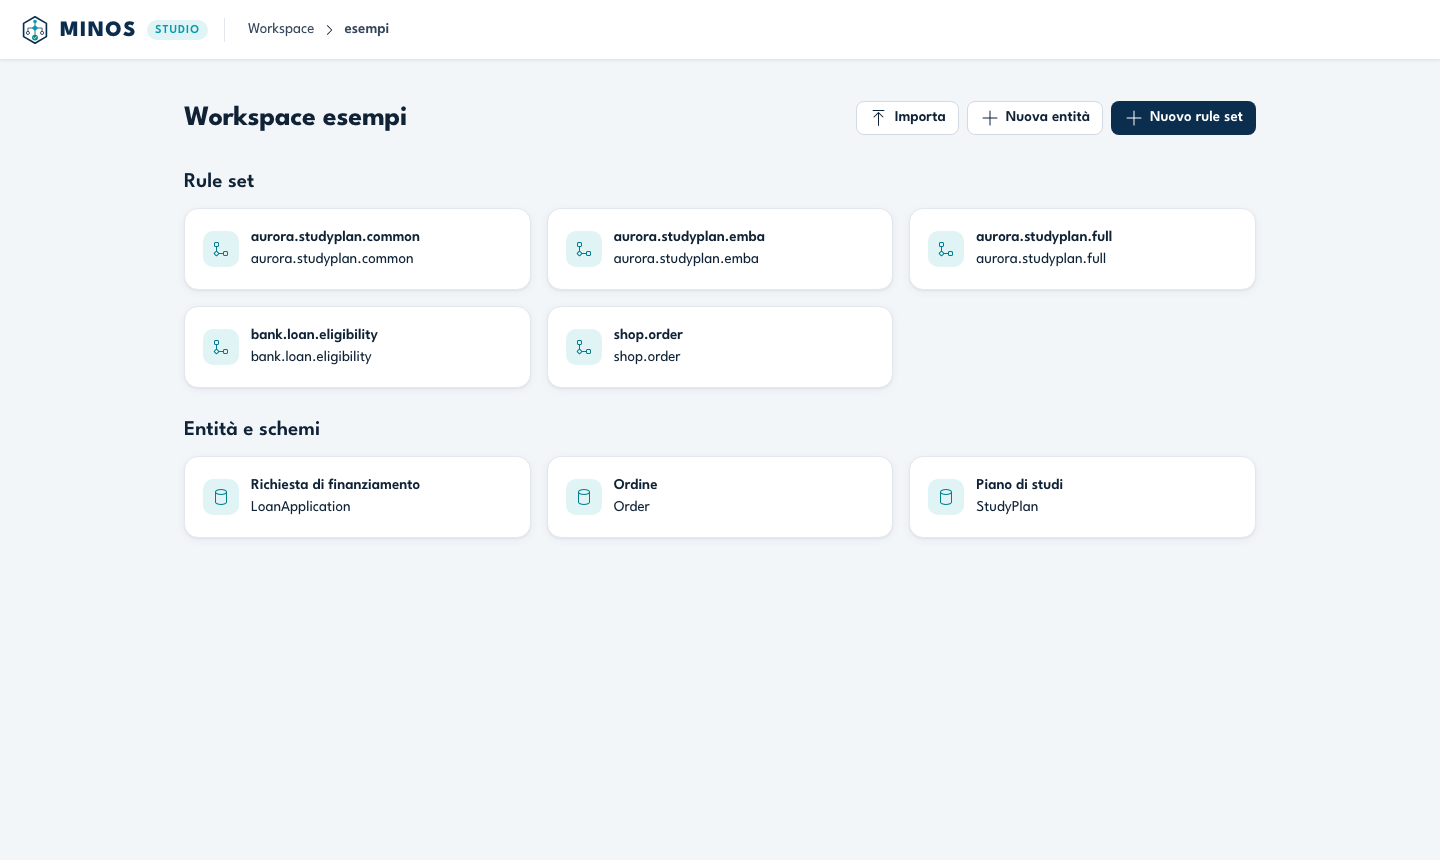 MINOS STUDIO Workspace esempi
Workspace esempi
Importa Nuova entità Nuovo rule set
Rule set
aurora.studyplan.common
aurora.studyplan.common
aurora.studyplan.emba
aurora.studyplan.emba
aurora.studyplan.full
aurora.studyplan.full
bank.loan.eligibility
bank.loan.eligibility
shop.order
shop.order
Entità e schemi
Richiesta di finanziamento
LoanApplication
Ordine
Order
Piano di studi
StudyPlan